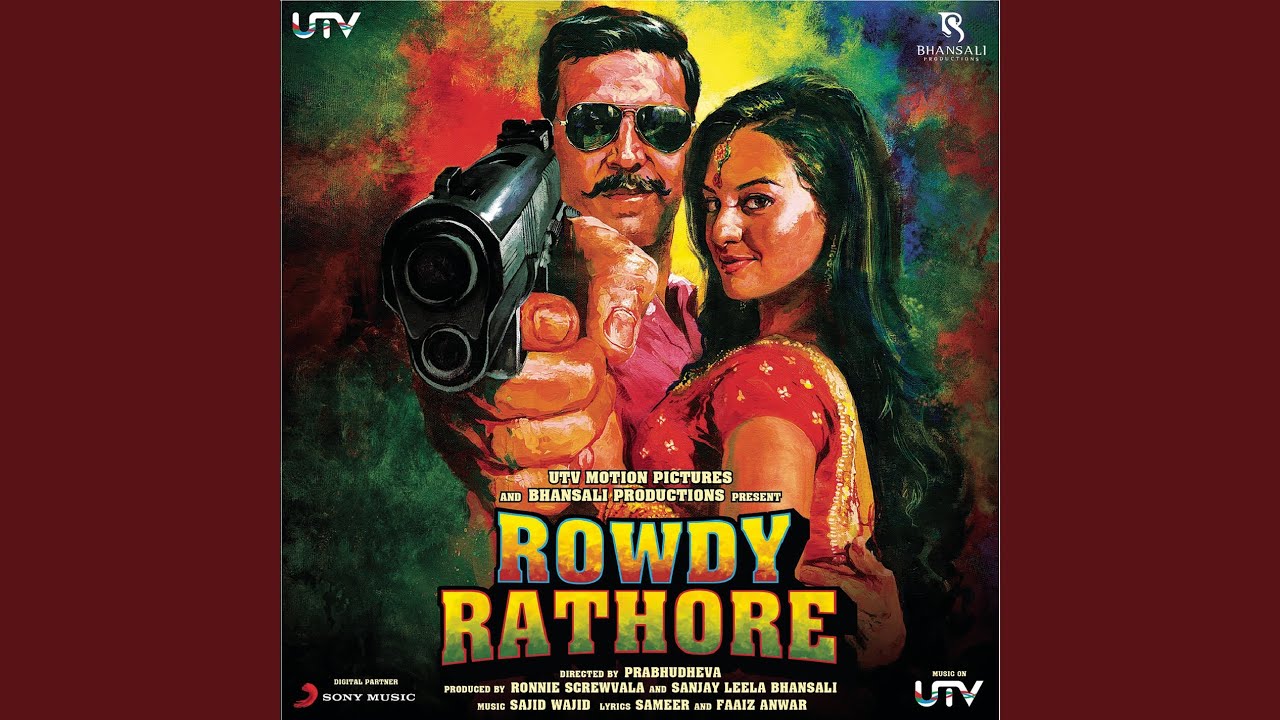 UTV
BHANSALI
PRODUCTIONS
UTV MOTION PICTURES
AND BHANSALI PRODUCTIONS PRESENT
ROWDY
RATHORE
DIRECTED BY PRABHUDHEVA
PRODUCED BY RONNIE SCREWVALA AND SANJAY LEELA BHANSALI
MUSIC SAJID WAJID LYRICS SAMEER AND FAAIZ ANWAR
DIGITAL PARTNER
SONY MUSIC
MUSIC ON
UTV